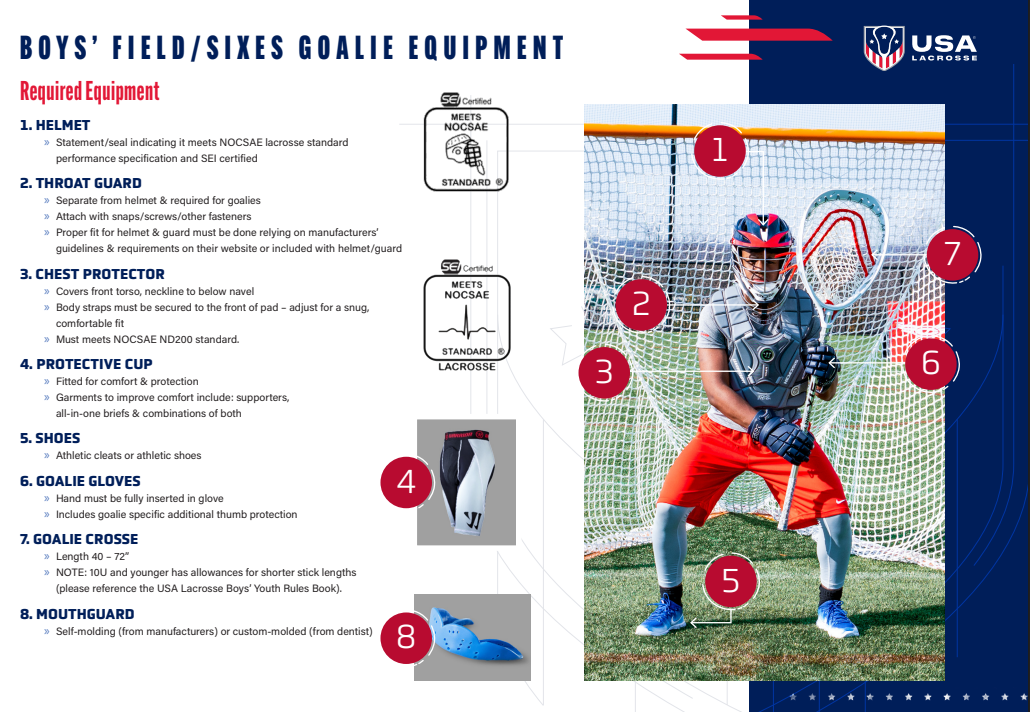 BOYS’ FIELD/SIXES GOALIE EQUIPMENT
USA
LACROSSE
Required Equipment
1. HELMET
» Statement/seal indicating it meets NOCSAE lacrosse standard
performance specification and SEI certified
2. THROAT GUARD
» Separate from helmet & required for goalies
» Attach with snaps/screws/other fasteners
» Proper fit for helmet & guard must be done relying on manufacturers’
guidelines & requirements on their website or included with helmet/guard
3. CHEST PROTECTOR
» Covers front torso, neckline to below navel
» Body straps must be secured to the front of pad – adjust for a snug,
comfortable fit
» Must meets NOCSAE ND200 standard.
4. PROTECTIVE CUP
» Fitted for comfort & protection
» Garments to improve comfort include: supporters,
all-in-one briefs & combinations of both
5. SHOES
» Athletic cleats or athletic shoes
6. GOALIE GLOVES
» Hand must be fully inserted in glove
» Includes goalie specific additional thumb protection
7. GOALIE CROSSE
» Length 40 – 72”
» NOTE: 10U and younger has allowances for shorter stick lengths
(please reference the USA Lacrosse Boys’ Youth Rules Book).
8. MOUTHGUARD
» Self-molding (from manufacturers) or custom-molded (from dentist)
SEI Certified
MEETS
NOCSAE
STANDARD ®
SEI Certified
MEETS
NOCSAE
STANDARD ®
LACROSSE
4
8
1
2
3
7
6
5